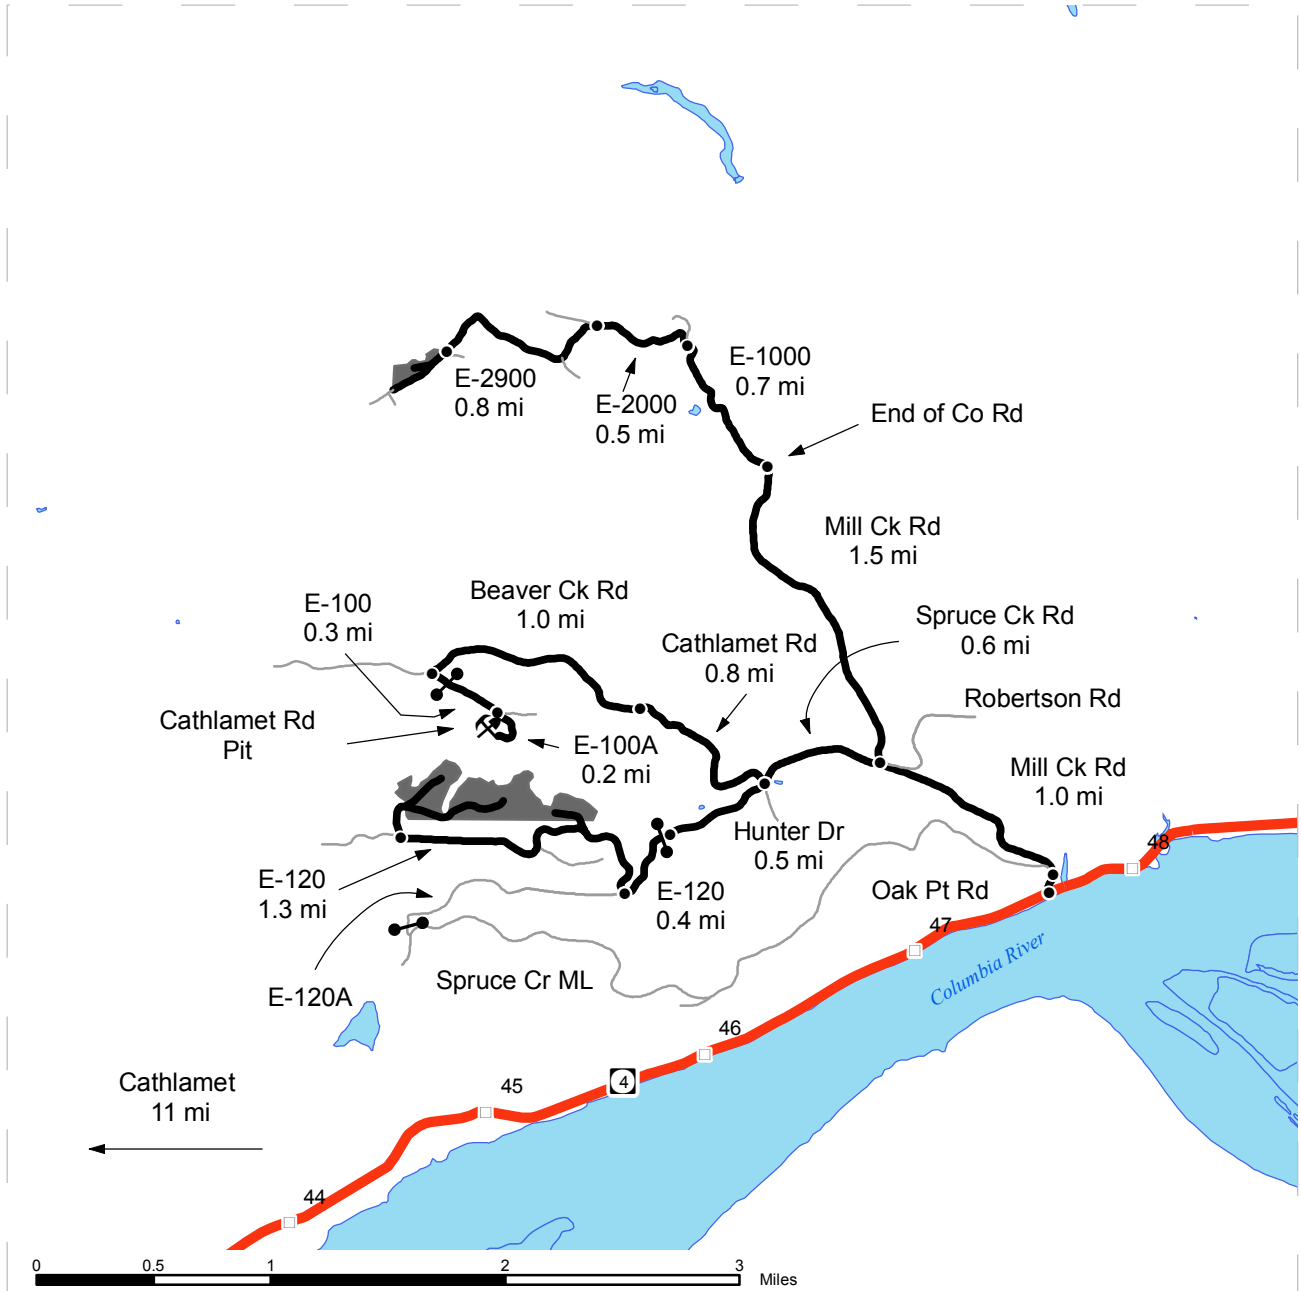 E-1000
0.7 mi
E-2900
0.8 mi
E-2000
0.5 mi
End of Co Rd
Mill Ck Rd
1.5 mi
Beaver Ck Rd
1.0 mi
E-100
0.3 mi
Spruce Ck Rd
0.6 mi
Cathlamet Rd
0.8 mi
Robertson Rd
Cathlamet Rd
Pit
E-100A
0.2 mi
Mill Ck Rd
1.0 mi
Hunter Dr
0.5 mi
48
E-120
1.3 mi
E-120
0.4 mi
Oak Pt Rd
47
Columbia River
Spruce Cr ML
E-120A
46
Cathlamet
11 mi
45
4
44
0 0.5 1 2 3 Miles